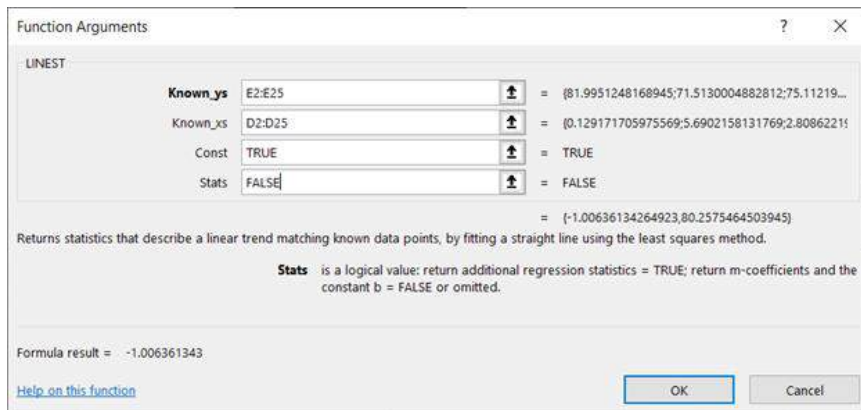 Function Arguments ? ×
LINEST
Known_ys E2:E25 = {81.9951248168945;71.5130004882812;75.11219...
Known_xs D2:D25 = {0.129171705975569;5.6902158131769;2.80862219
Const TRUE = TRUE
Stats FALSE = FALSE
= {-1.00636134264923,80.2575464503945}
Returns statistics that describe a linear trend matching known data points, by fitting a straight line using the least squares method.
Stats is a logical value: return additional regression statistics = TRUE; return m-coefficients and the
constant b = FALSE or omitted.
Formula result = -1.006361343
Help on this function OK Cancel